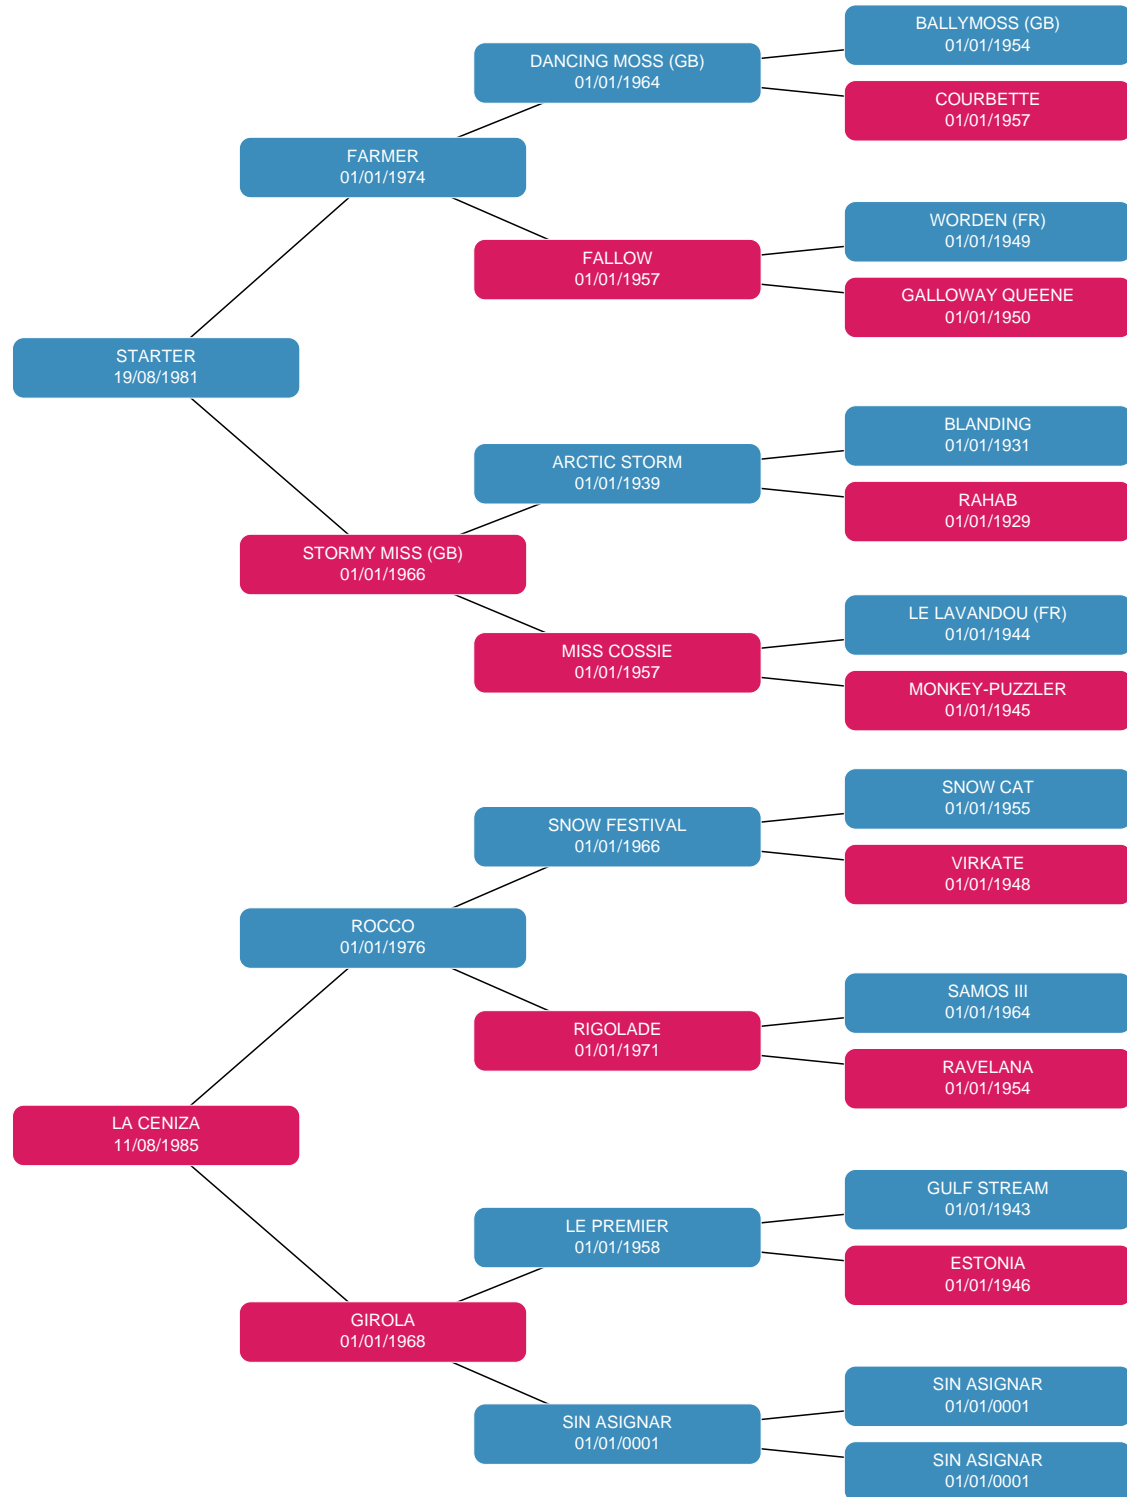 BALLYMOSS (GB)
01/01/1954
DANCING MOSS (GB)
01/01/1964
COURBETTE
01/01/1957
FARMER
01/01/1974
WORDEN (FR)
01/01/1949
FALLOW
01/01/1957
GALLOWAY QUEENE
01/01/1950
STARTER
19/08/1981
BLANDING
01/01/1931
ARCTIC STORM
01/01/1939
RAHAB
01/01/1929
STORMY MISS (GB)
01/01/1966
LE LAVANDOU (FR)
01/01/1944
MISS COSSIE
01/01/1957
MONKEY-PUZZLER
01/01/1945
SNOW CAT
01/01/1955
SNOW FESTIVAL
01/01/1966
VIRKATE
01/01/1948
ROCCO
01/01/1976
SAMOS III
01/01/1964
RIGOLADE
01/01/1971
RAVELANA
01/01/1954
LA CENIZA
11/08/1985
GULF STREAM
01/01/1943
LE PREMIER
01/01/1958
ESTONIA
01/01/1946
GIROLA
01/01/1968
SIN ASIGNAR
01/01/0001
SIN ASIGNAR
01/01/0001
SIN ASIGNAR
01/01/0001